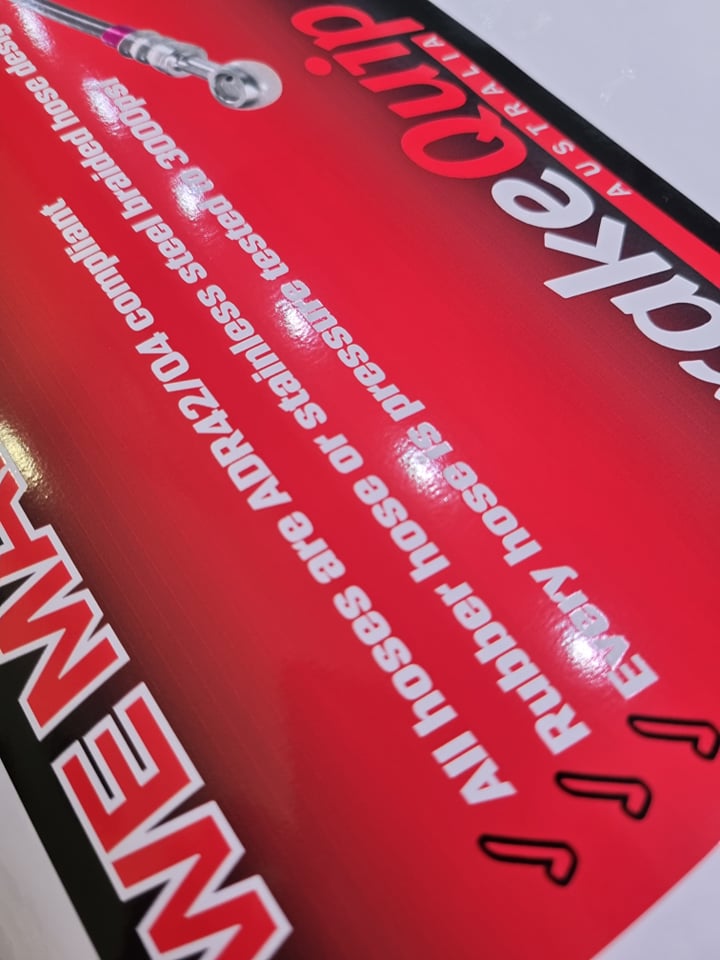 WE MA
All hoses are ADR42/04 compliant
Rubber hose or stainless steel braided hose
Every hose is pressure tested to 3000psi
akeQuip
AUSTRALIA